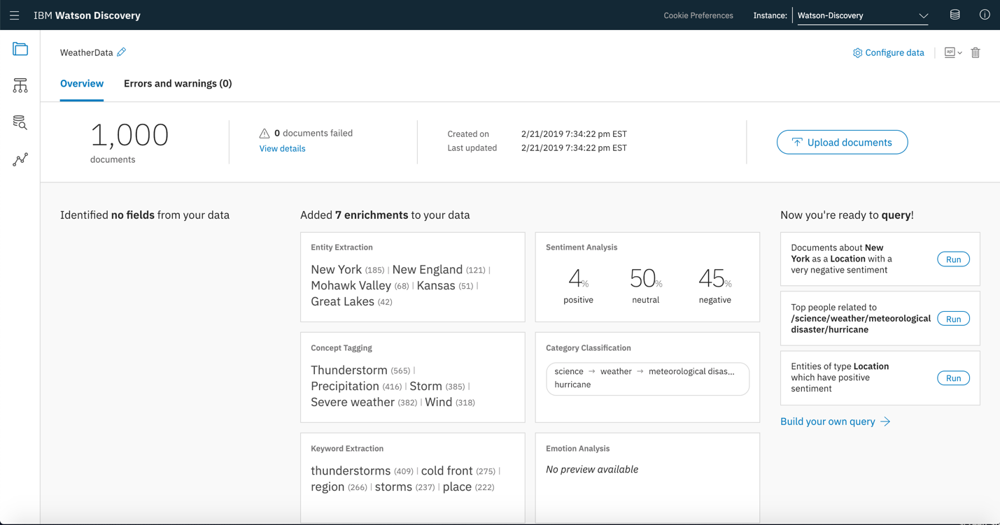 IBM Watson Discovery
Cookie Preferences
Instance:
Watson-Discovery
WeatherData
Configure data
api
Overview
Errors and warnings (0)
1,000
documents
0 documents failed
View details
Created on 2/21/2019 7:34:22 pm EST
Last updated 2/21/2019 7:34:22 pm EST
Upload documents
Identified no fields from your data
Added 7 enrichments to your data
Entity Extraction
New York (185) | New England (121) |
Mohawk Valley (68) | Kansas (51) |
Great Lakes (42)
Sentiment Analysis
4% 50% 45%
positive neutral negative
Concept Tagging
Thunderstorm (565) |
Precipitation (416) | Storm (385) |
Severe weather (382) | Wind (318)
Category Classification
science → weather → meteorological disas...
hurricane
Keyword Extraction
thunderstorms (409) | cold front (275) |
region (266) | storms (237) | place (222)
Emotion Analysis
No preview available
Now you're ready to query!
Documents about New
York as a Location with a
very negative sentiment
Run
Top people related to
/science/weather/meteorological
disaster/hurricane
Run
Entities of type Location
which have positive
sentiment
Run
Build your own query →